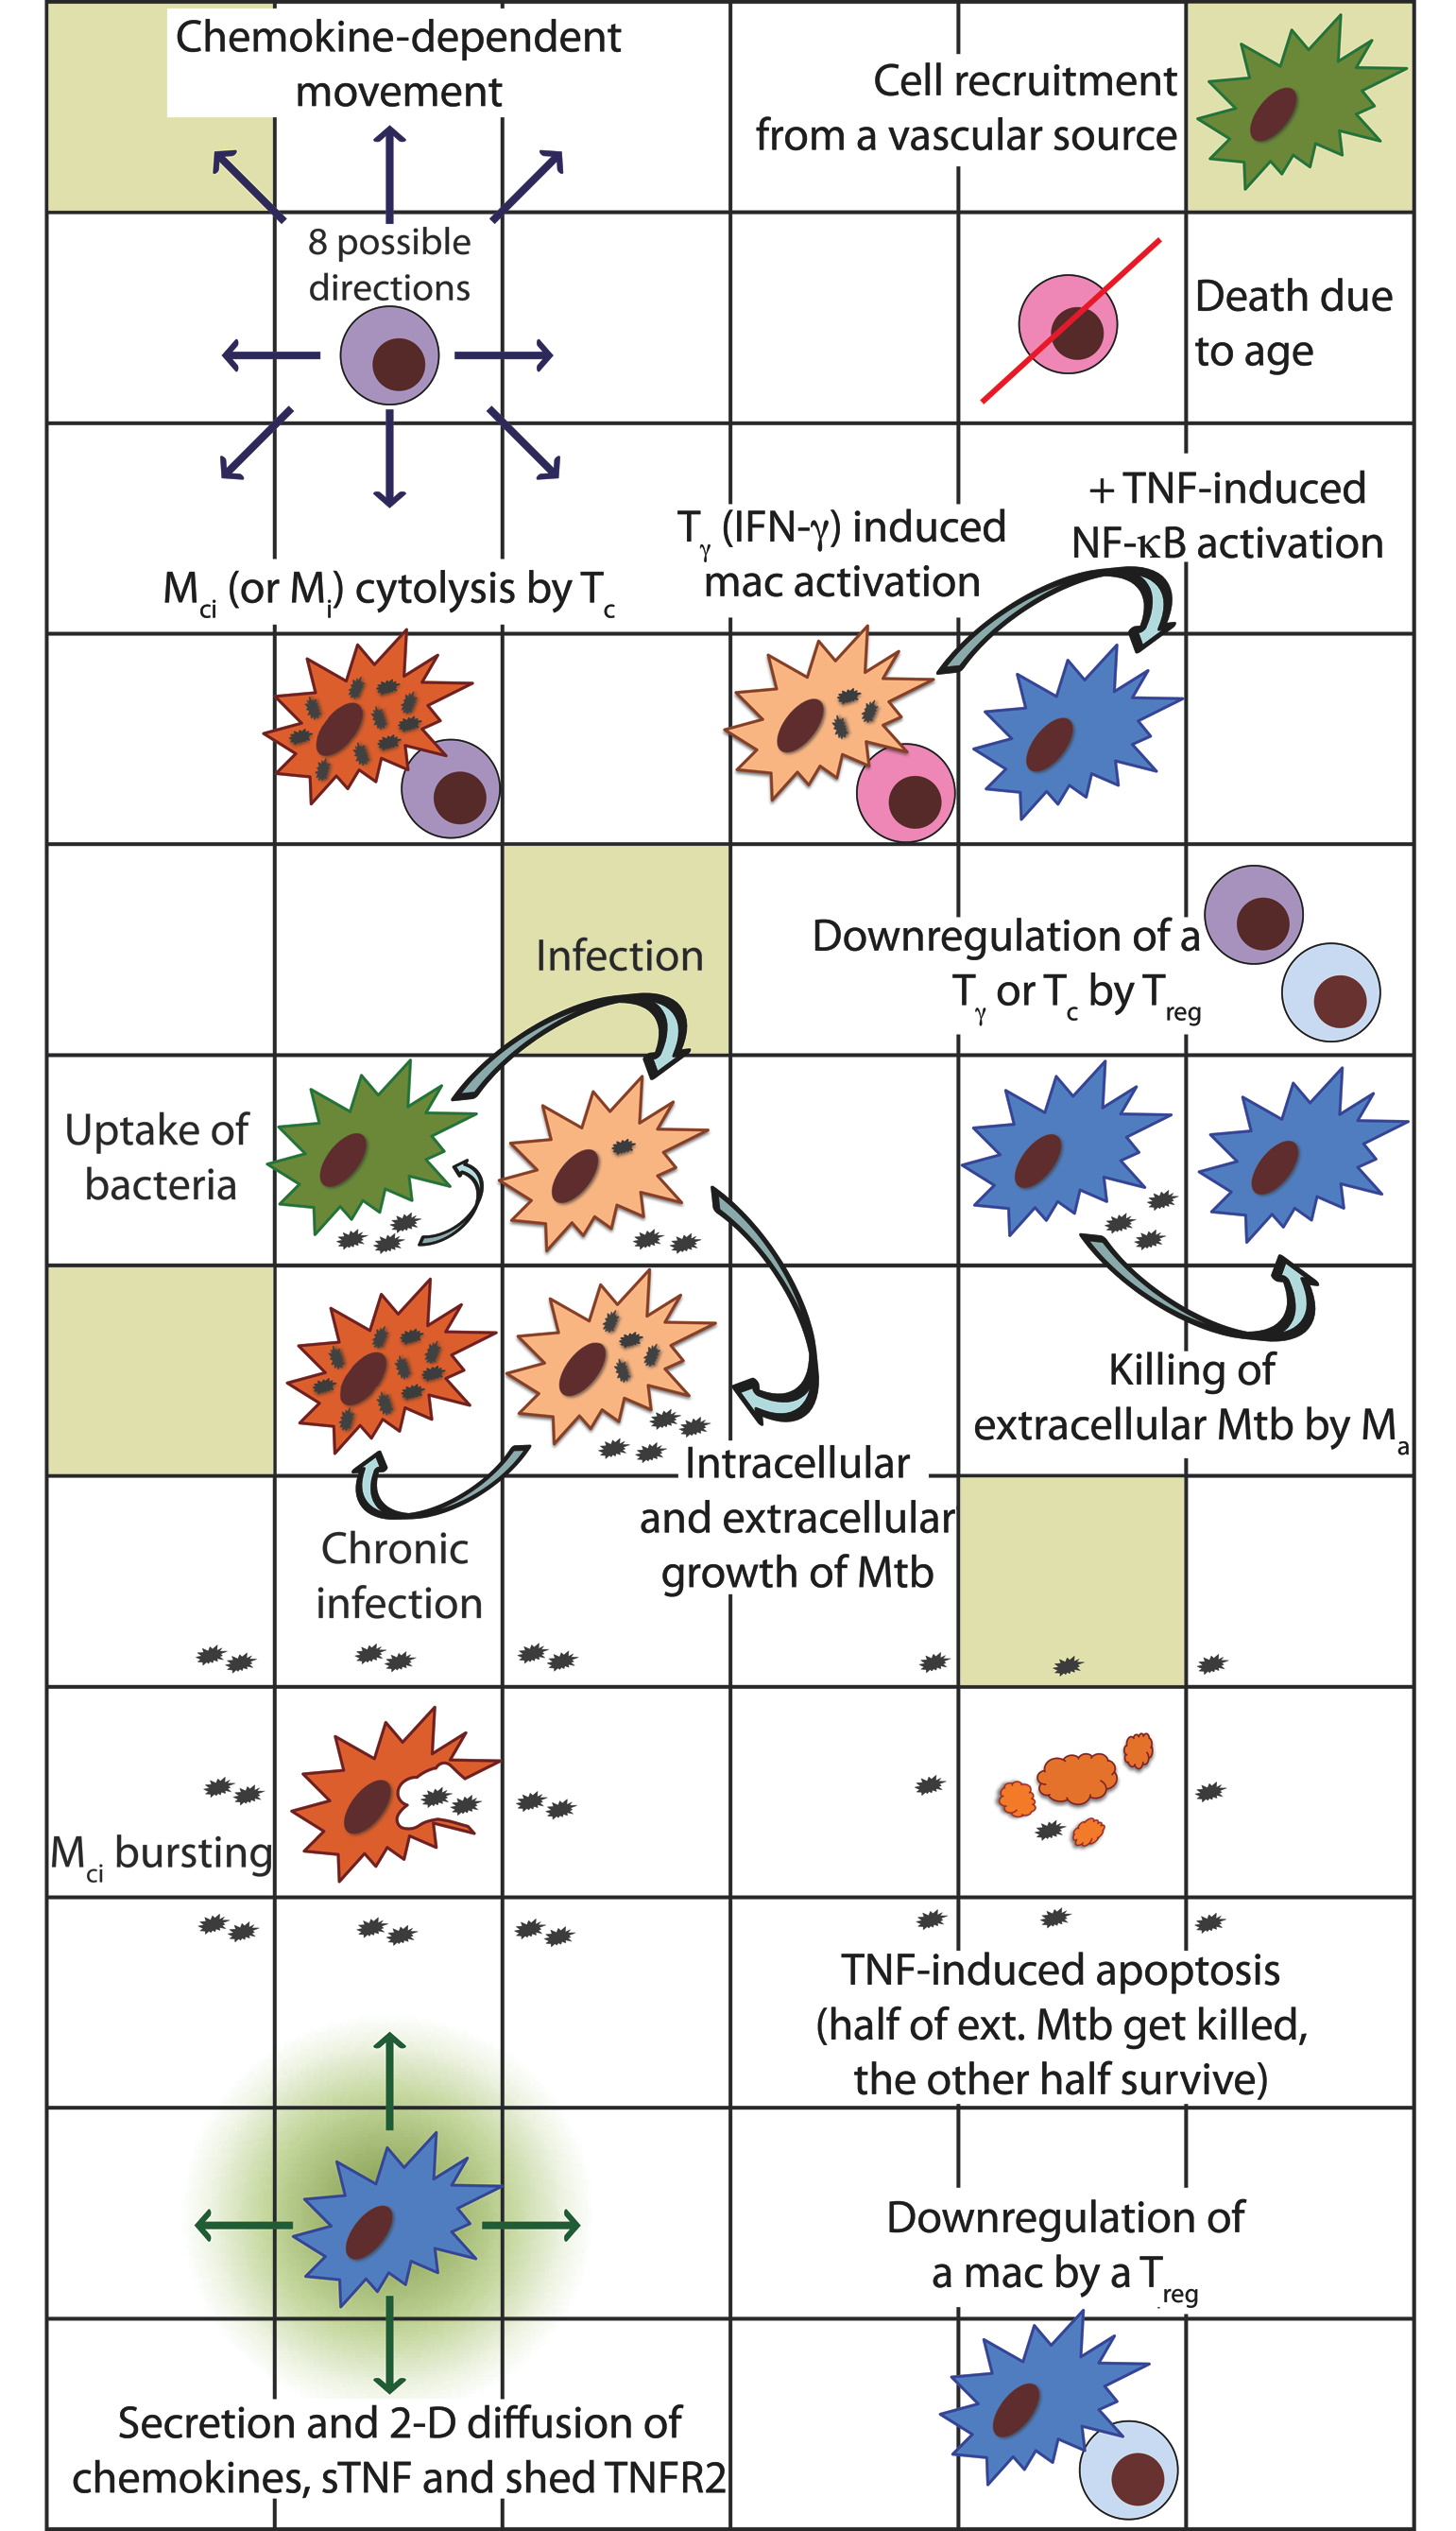 Chemokine-dependent
movement
Cell recruitment
from a vascular source
8 possible
directions
Death due
to age
+ TNF-induced
NF-κB activation
Tγ (IFN-γ) induced
mac activation
Mci (or Mi) cytolysis by Tc
Infection
Downregulation of a
Tγ or Tc by Treg
Uptake of
bacteria
Killing of
extracellular Mtb by Ma
Intracellular
and extracellular
growth of Mtb
Chronic
infection
Mci bursting
TNF-induced apoptosis
(half of ext. Mtb get killed,
the other half survive)
Downregulation of
a mac by a Treg
Secretion and 2-D diffusion of
chemokines, sTNF and shed TNFR2